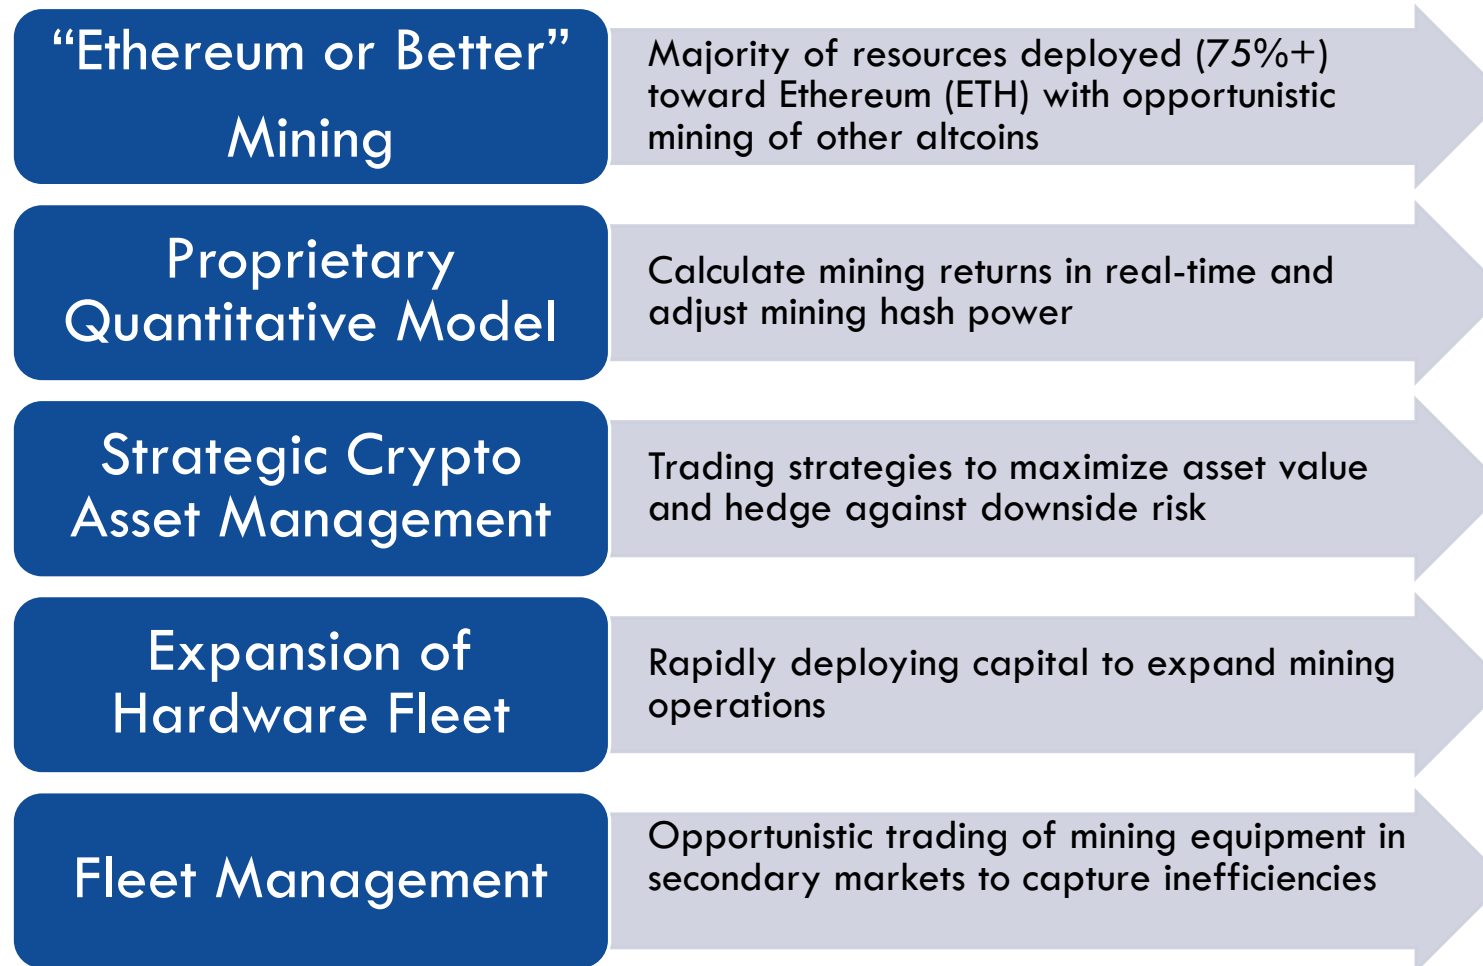 “Ethereum or Better”
Mining
Majority of resources deployed (75%+)
toward Ethereum (ETH) with opportunistic
mining of other altcoins
Proprietary
Quantitative Model
Calculate mining returns in real-time and
adjust mining hash power
Strategic Crypto
Asset Management
Trading strategies to maximize asset value
and hedge against downside risk
Expansion of
Hardware Fleet
Rapidly deploying capital to expand mining
operations
Fleet Management
Opportunistic trading of mining equipment in
secondary markets to capture inefficiencies